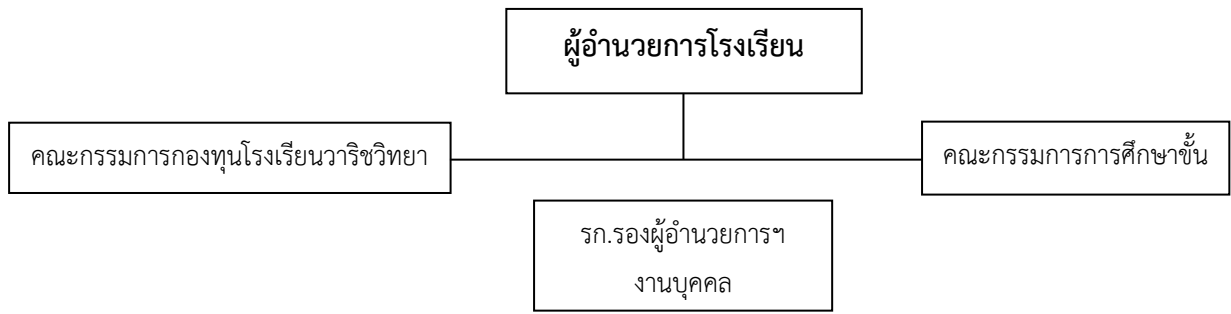 ผู้อำนวยการโรงเรียน
คณะกรรมการกองทุนโรงเรียนวาริชวิทยา
คณะกรรมการการศึกษาขั้น
รก.รองผู้อำนวยการฯ
งานบุคคล